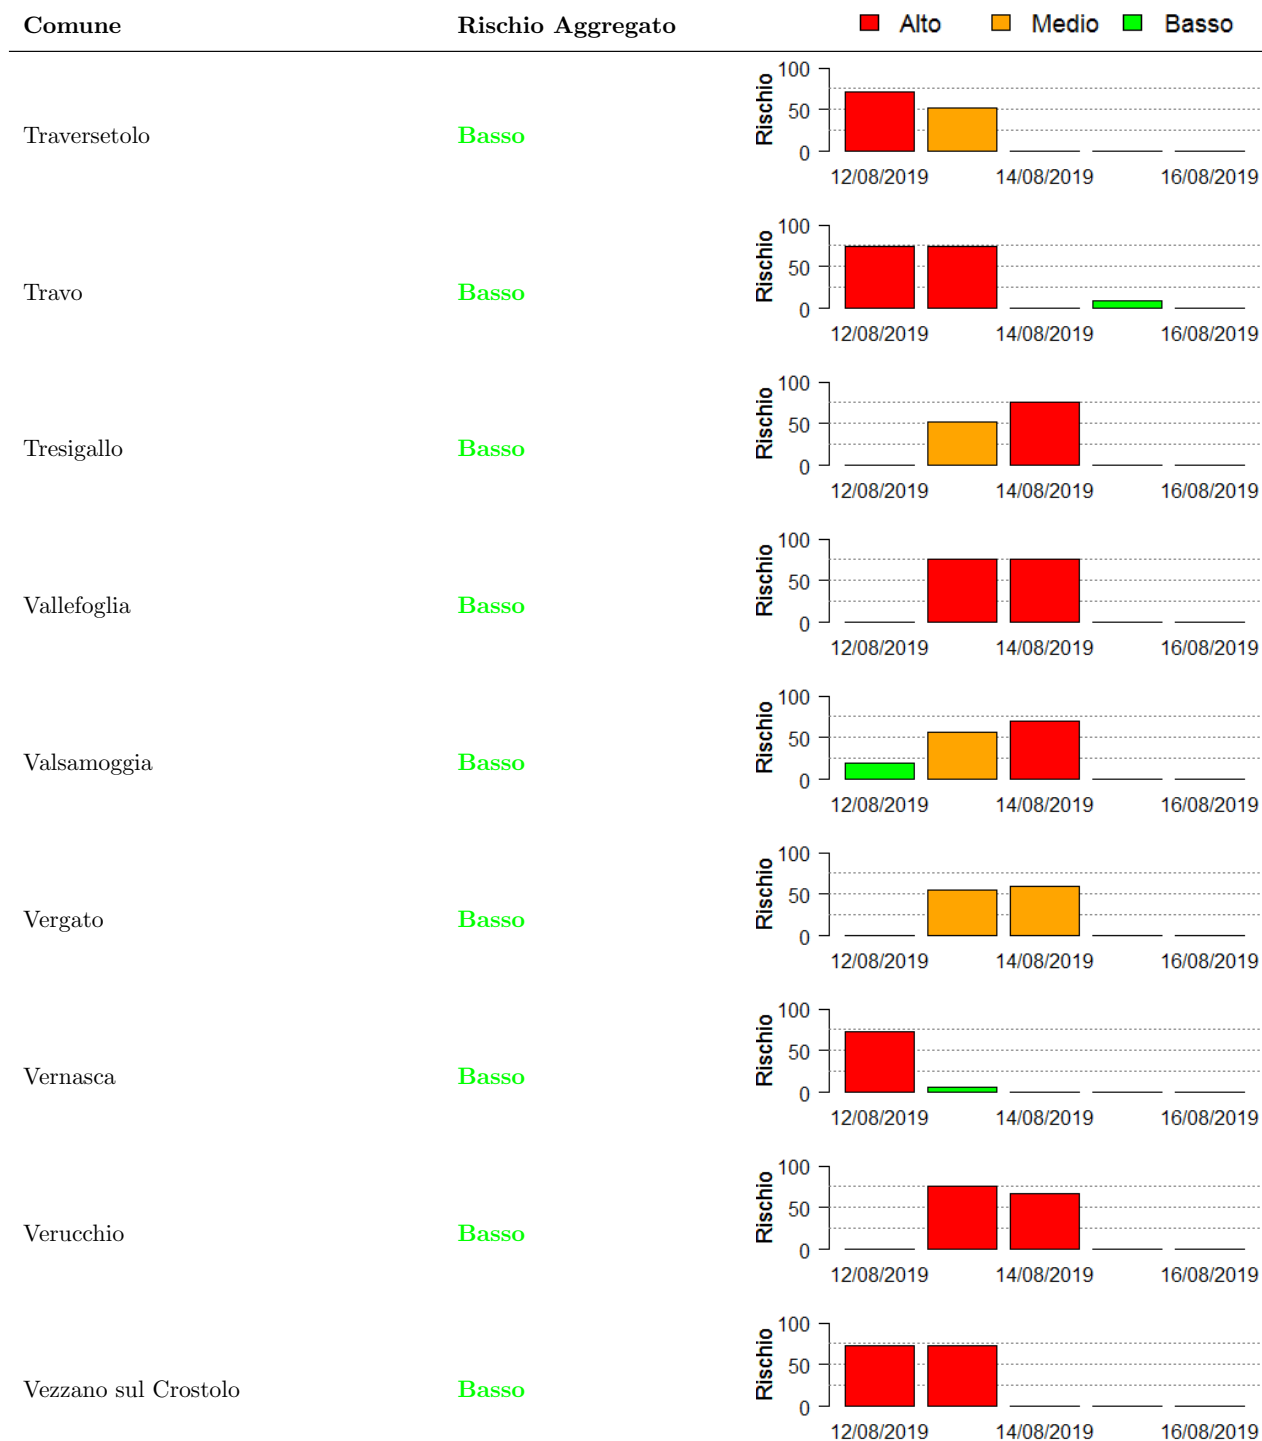 Comune Rischio Aggregato Alto Medio Basso
100
50
0
Rischio
Traversetolo Basso
12/08/2019 14/08/2019 16/08/2019
100
50
0
Rischio
Travo Basso
12/08/2019 14/08/2019 16/08/2019
100
50
0
Rischio
Tresigallo Basso
12/08/2019 14/08/2019 16/08/2019
100
50
0
Rischio
Vallefoglia Basso
12/08/2019 14/08/2019 16/08/2019
100
50
0
Rischio
Valsamoggia Basso
12/08/2019 14/08/2019 16/08/2019
100
50
0
Rischio
Vergato Basso
12/08/2019 14/08/2019 16/08/2019
100
50
0
Rischio
Vernasca Basso
12/08/2019 14/08/2019 16/08/2019
100
50
0
Rischio
Verucchio Basso
12/08/2019 14/08/2019 16/08/2019
100
50
0
Rischio
Vezzano sul Crostolo Basso
12/08/2019 14/08/2019 16/08/2019